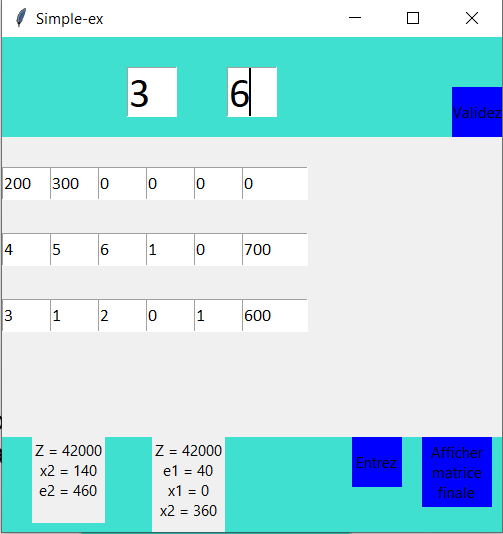 Simple-ex
3 6
Validez
200 300 0 0 0 0
4 5 6 1 0 700
3 1 2 0 1 600
Z = 42000
x2 = 140
e2 = 460
Z = 42000
e1 = 40
x1 = 0
x2 = 360
Entrez
Afficher
matrice
finale